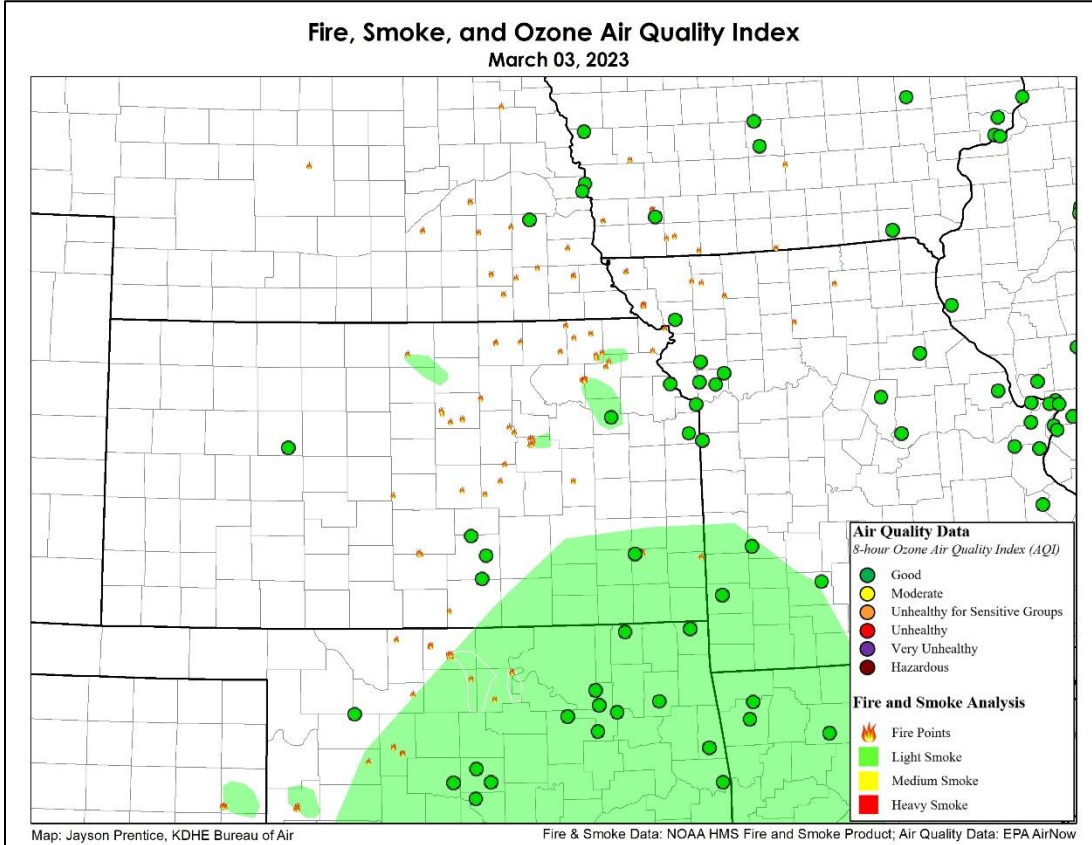 Fire, Smoke, and Ozone Air Quality Index
March 03, 2023
Air Quality Data
8-hour Ozone Air Quality Index (AQI)
Good
Moderate
Unhealthy for Sensitive Groups
Unhealthy
Very Unhealthy
Hazardous
Fire and Smoke Analysis
Fire Points
Light Smoke
Medium Smoke
Heavy Smoke
Map: Jayson Prentice, KDHE Bureau of Air
Fire & Smoke Data: NOAA HMS Fire and Smoke Product; Air Quality Data: EPA AirNow